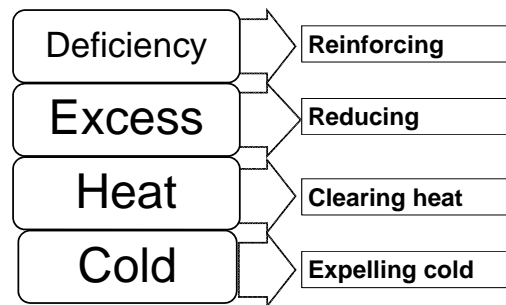 Deficiency
Reinforcing
Excess
Reducing
Heat
Clearing heat
Cold
Expelling cold